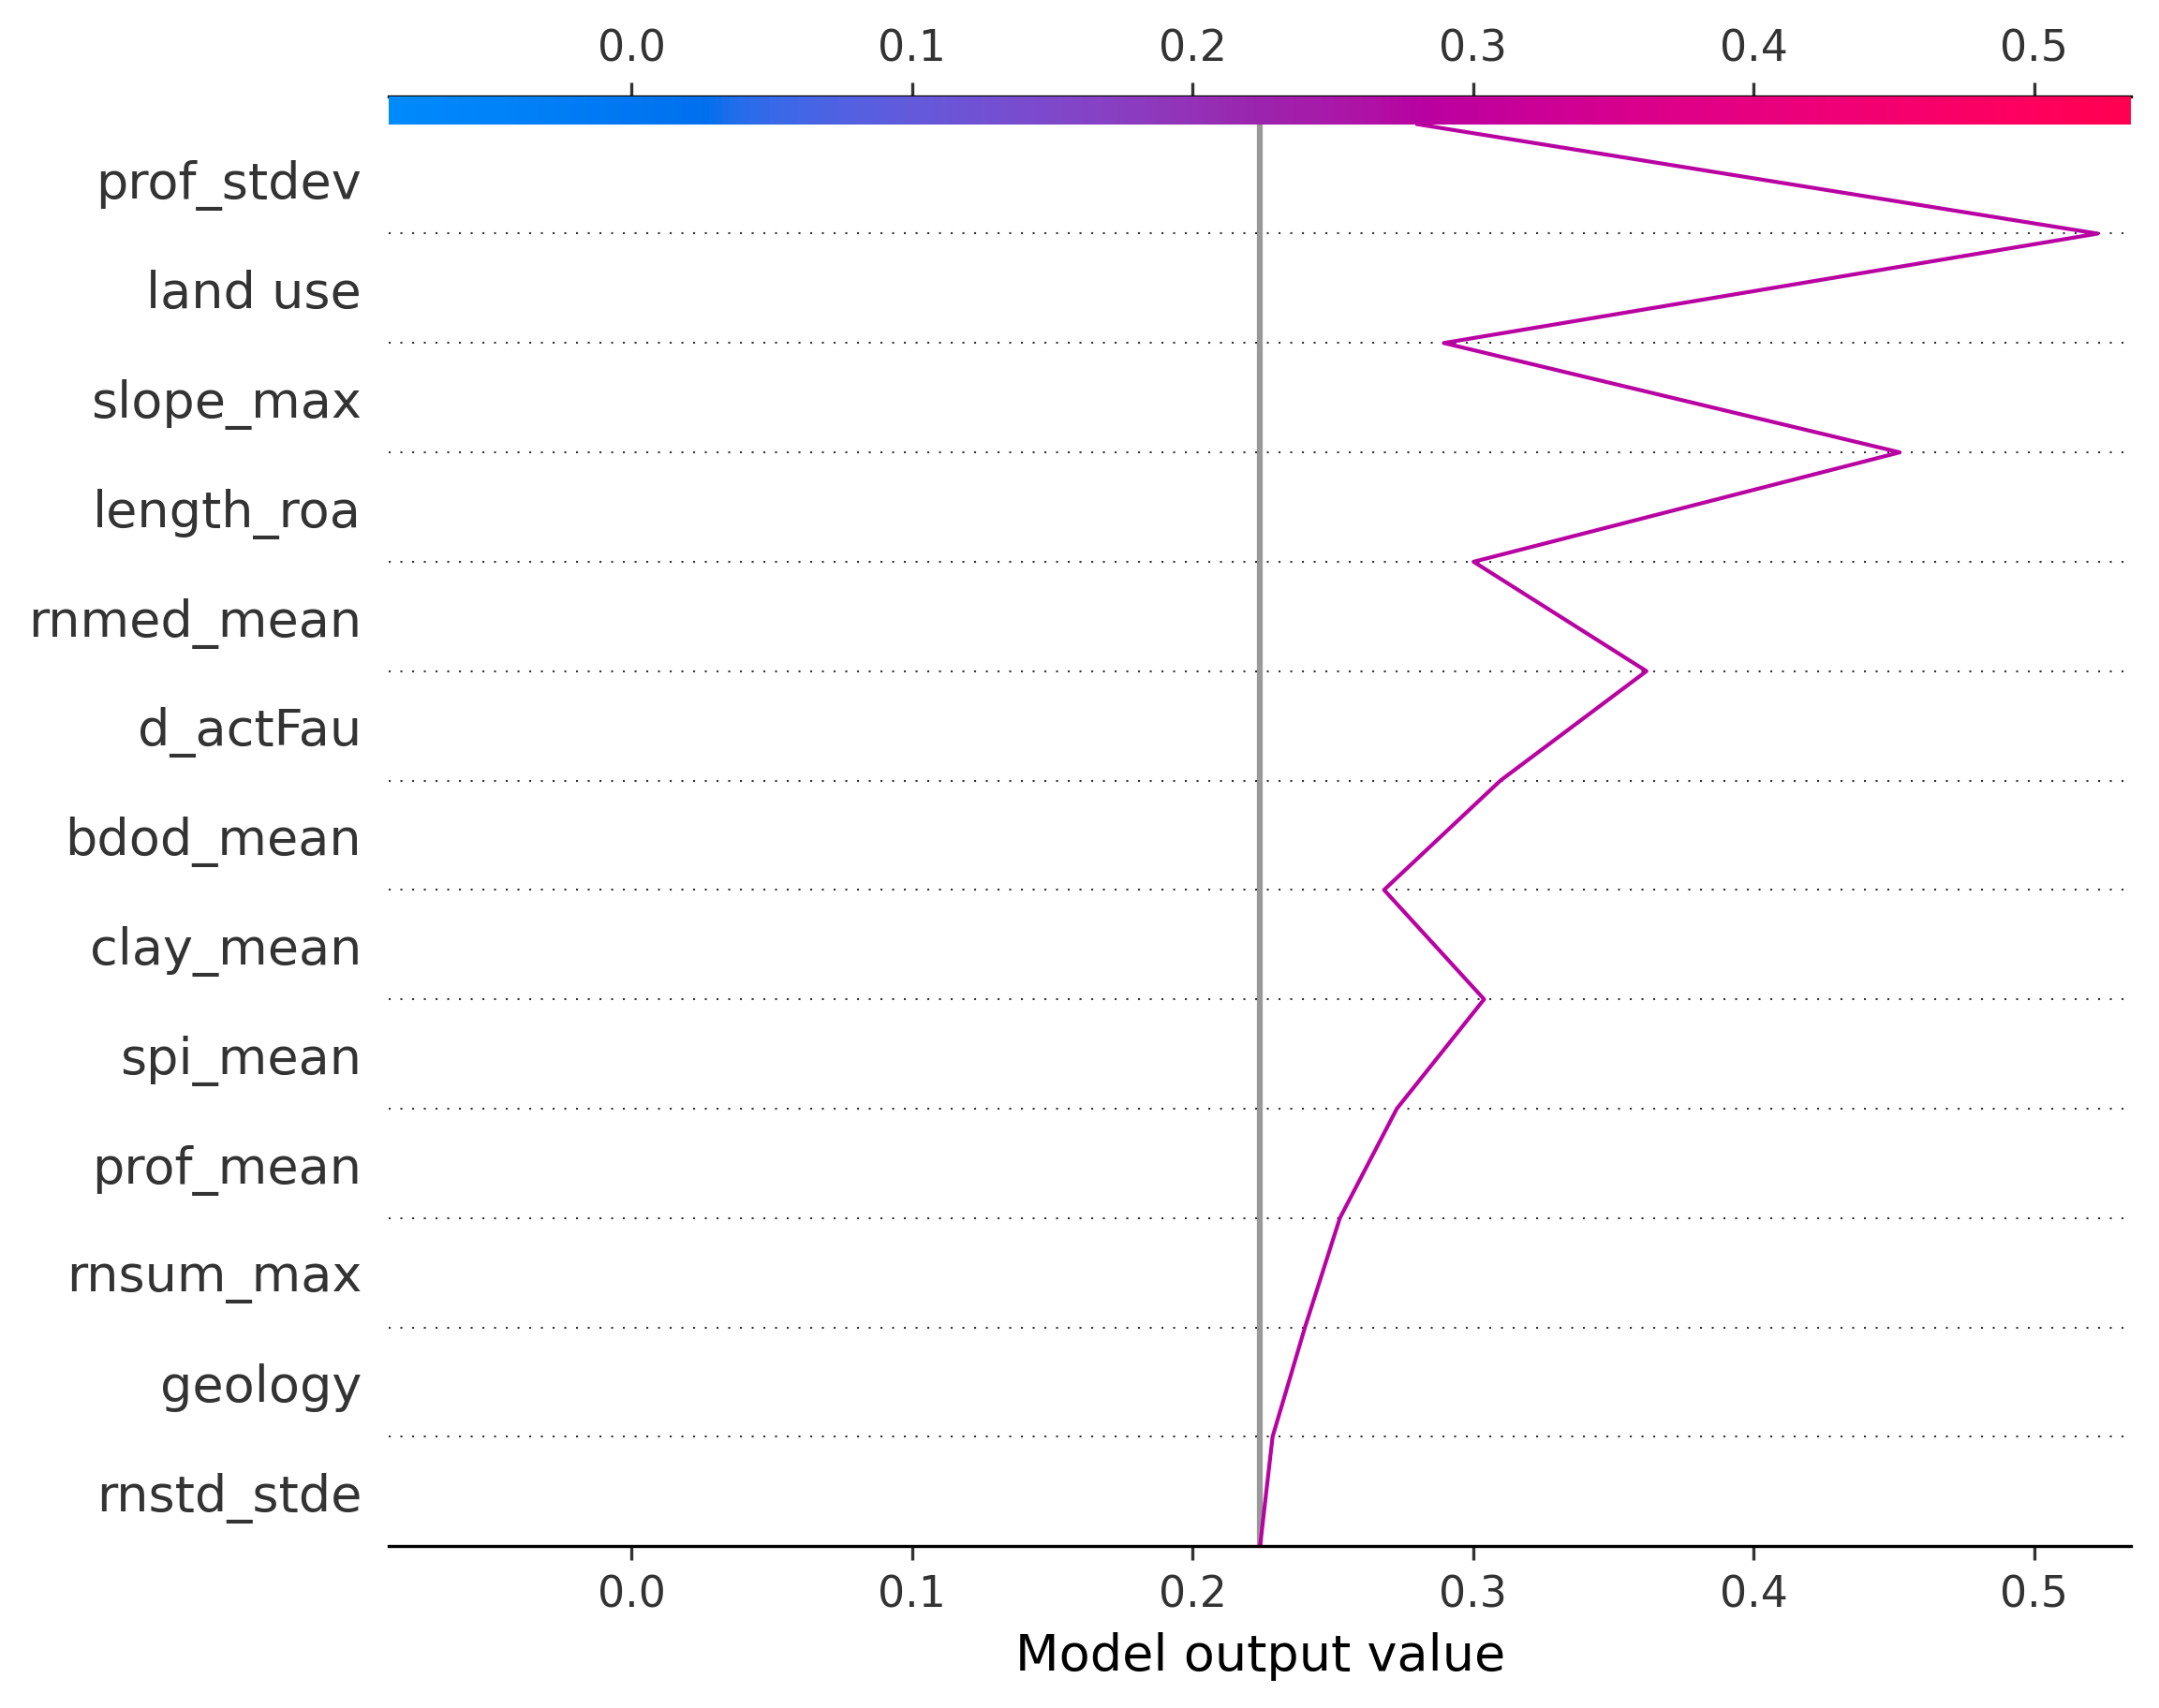 0.0 0.1 0.2 0.3 0.4 0.5
prof_stdev
land use
slope_max
length_roa
rnmed_mean
d_actFau
bdod_mean
clay_mean
spi_mean
prof_mean
rnsum_max
geology
rnstd_stde
0.0 0.1 0.2 0.3 0.4 0.5
Model output value